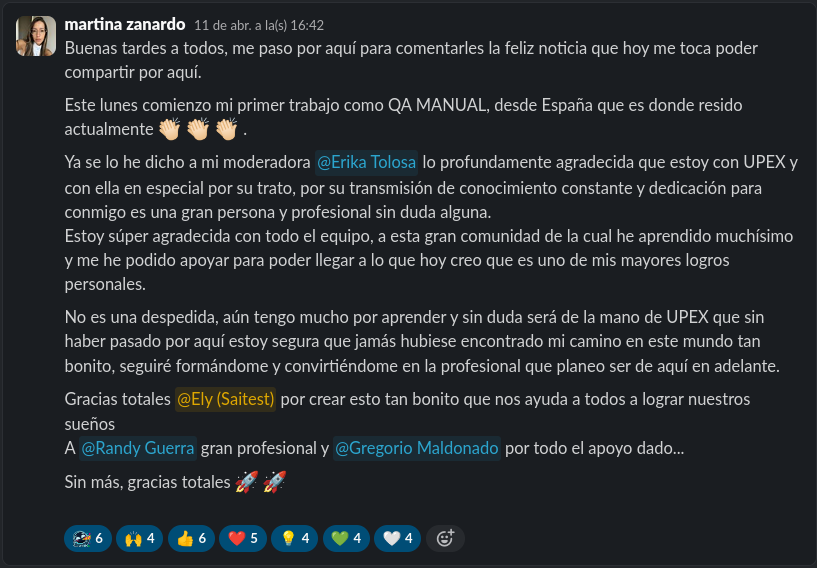 martina zanardo 11 de abr. a la(s) 16:42
Buenas tardes a todos, me paso por aquí para comentarles la feliz noticia que hoy me toca poder
compartir por aquí.
Este lunes comienzo mi primer trabajo como QA MANUAL, desde España que es donde resido
actualmente 👏🏻 👏🏻 👏🏻 .
Ya se lo he dicho a mi moderadora @Erika Tolosa lo profundamente agradecida que estoy con UPEX y
con ella en especial por su trato, por su transmisión de conocimiento constante y dedicación para
conmigo es una gran persona y profesional sin duda alguna.
Estoy súper agradecida con todo el equipo, a esta gran comunidad de la cual he aprendido muchísimo
y me he podido apoyar para poder llegar a lo que hoy creo que es uno de mis mayores logros
personales.
No es una despedida, aún tengo mucho por aprender y sin duda será de la mano de UPEX que sin
haber pasado por aquí estoy segura que jamás hubiese encontrado mi camino en este mundo tan
bonito, seguiré formándome y convirtiéndome en la profesional que planeo ser de aquí en adelante.
Gracias totales @Ely (Saitest) por crear esto tan bonito que nos ayuda a todos a lograr nuestros
sueños
A @Randy Guerra gran profesional y @Gregorio Maldonado por todo el apoyo dado...
Sin más, gracias totales 🚀 🚀
6 🙌 4 👍 6 ❤️ 5 💡 4 💚 4 🤍 4